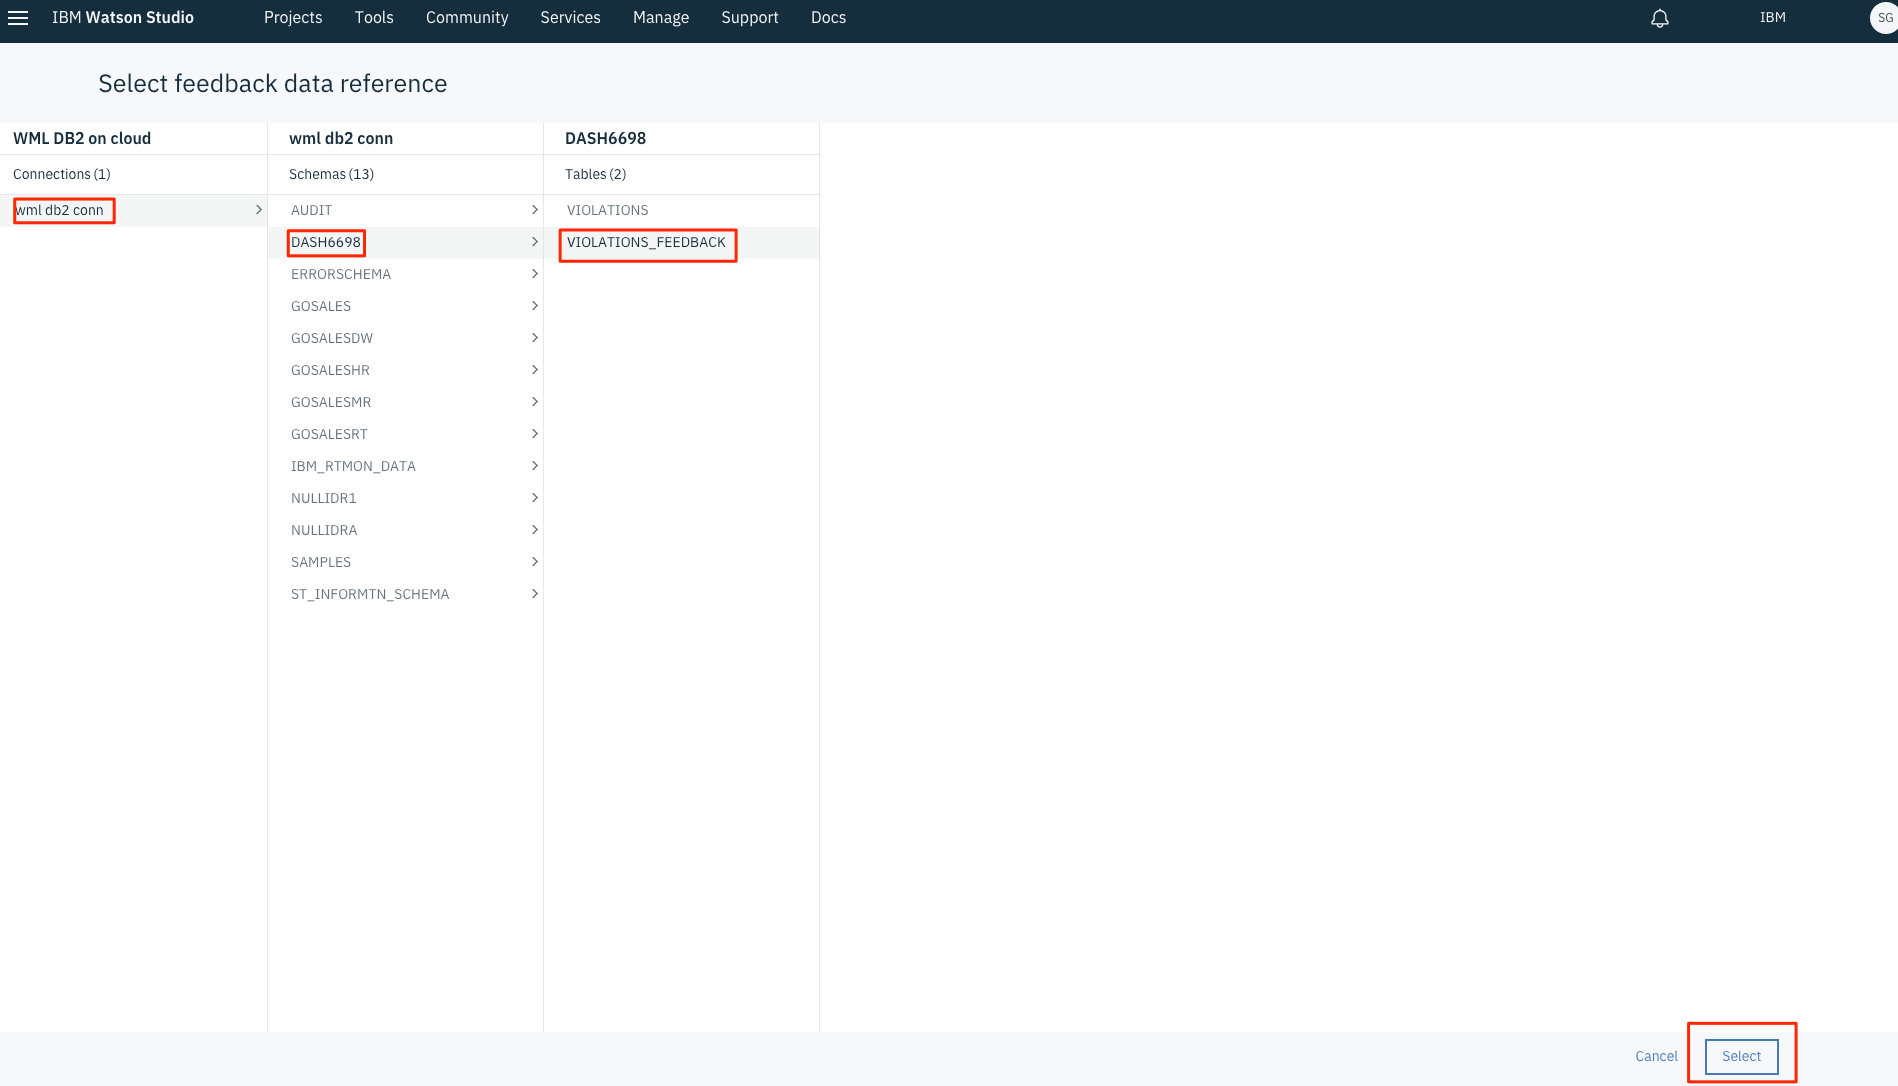 IBM Watson Studio Projects Tools Community Services Manage Support Docs IBM SG
Select feedback data reference
WML DB2 on cloud
Connections (1)
wml db2 conn
wml db2 conn
Schemas (13)
AUDIT
DASH6698
ERRORSCHEMA
GOSALES
GOSALESDW
GOSALESHR
GOSALESMR
GOSALESRT
IBM_RTMON_DATA
NULLIDR1
NULLIDRA
SAMPLES
ST_INFORMTN_SCHEMA
DASH6698
Tables (2)
VIOLATIONS
VIOLATIONS_FEEDBACK
Cancel Select